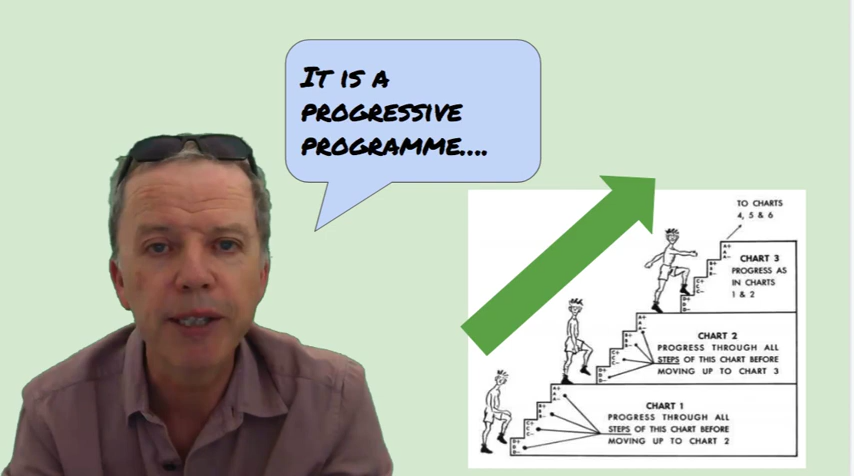 IT IS A
PROGRESSIVE
PROGRAMME....
TO CHARTS
4, 5 & 6
CHART 3
PROGRESS AS
IN CHARTS
1 & 2
CHART 2
PROGRESS THROUGH ALL
STEPS OF THIS CHART BEFORE
MOVING UP TO CHART 3
CHART 1
PROGRESS THROUGH ALL
STEPS OF THIS CHART BEFORE
MOVING UP TO CHART 2